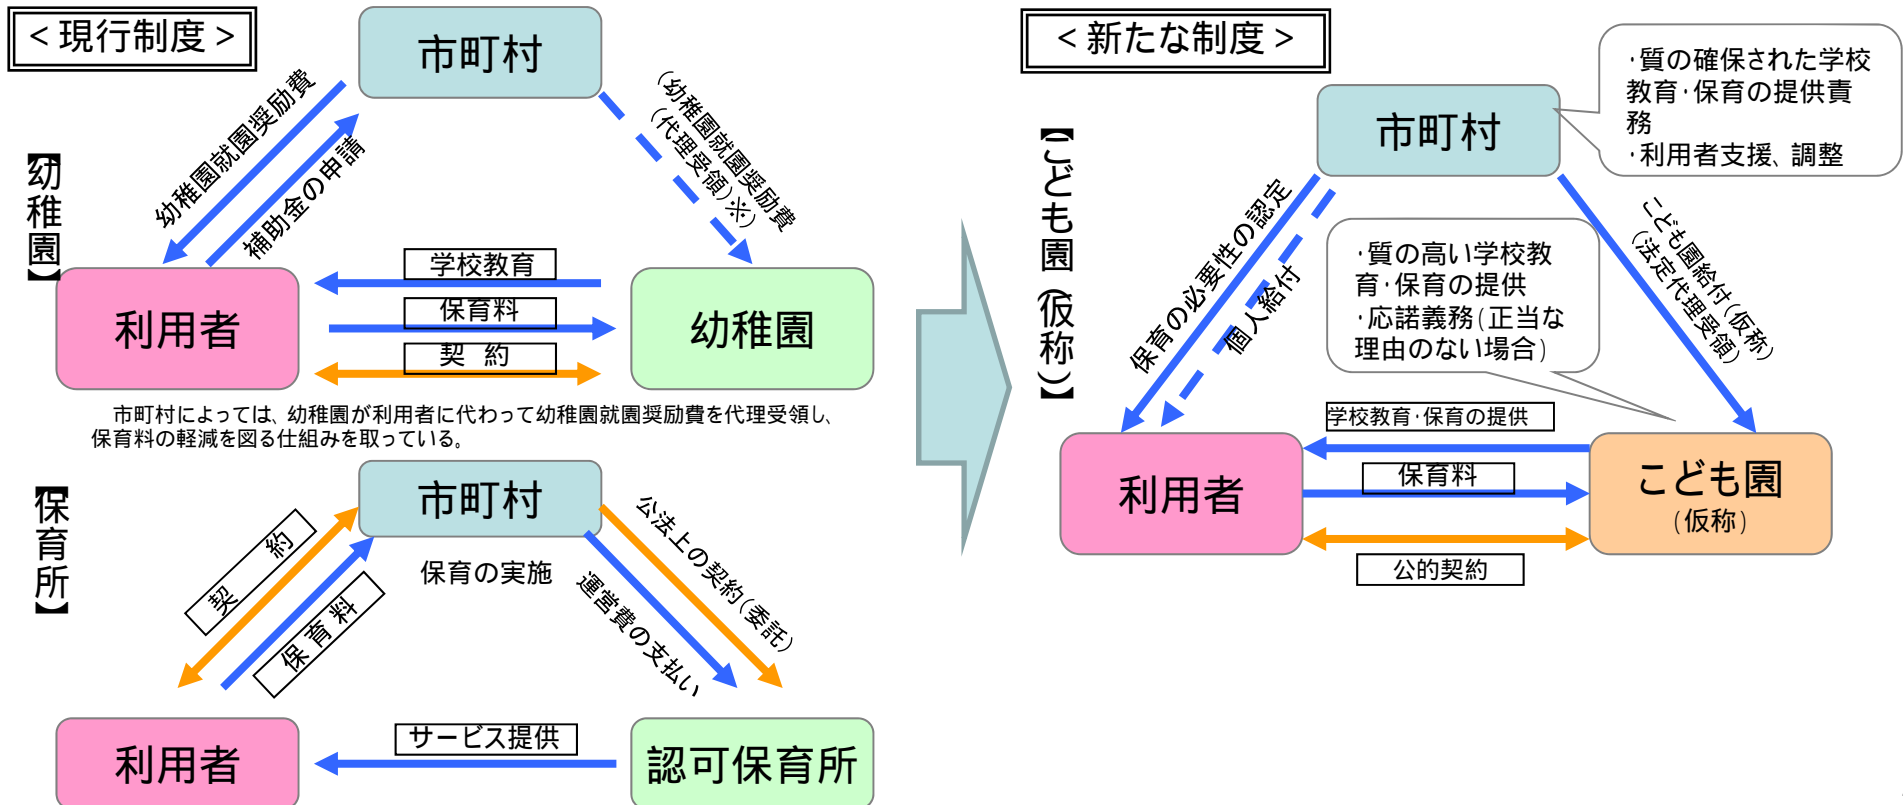 ＜現行制度＞
【幼稚園】
市町村
幼稚園就園奨励費
補助金の申請
(幼稚園就園奨励費
(代理受領)※)
学校教育
保育料
契 約
利用者
幼稚園
市町村によっては、幼稚園が利用者に代わって幼稚園就園奨励費を代理受領し、
保育料の軽減を図る仕組みを取っている。
【保育所】
市町村
契 約
保育料
保育の実施
公法上の契約(委託)
運営費の支払い
サービス提供
利用者
認可保育所
＜新たな制度＞
【こども園(仮称)】
市町村
・質の確保された学校
教育・保育の提供責
務
・利用者支援、調整
保育の必要性の認定
個人給付
・質の高い学校教
育・保育の提供
・応諾義務(正当な
理由のない場合)
こども園給付(仮称)
(法定代理受領)
学校教育・保育の提供
保育料
公的契約
利用者
こども園
(仮称)